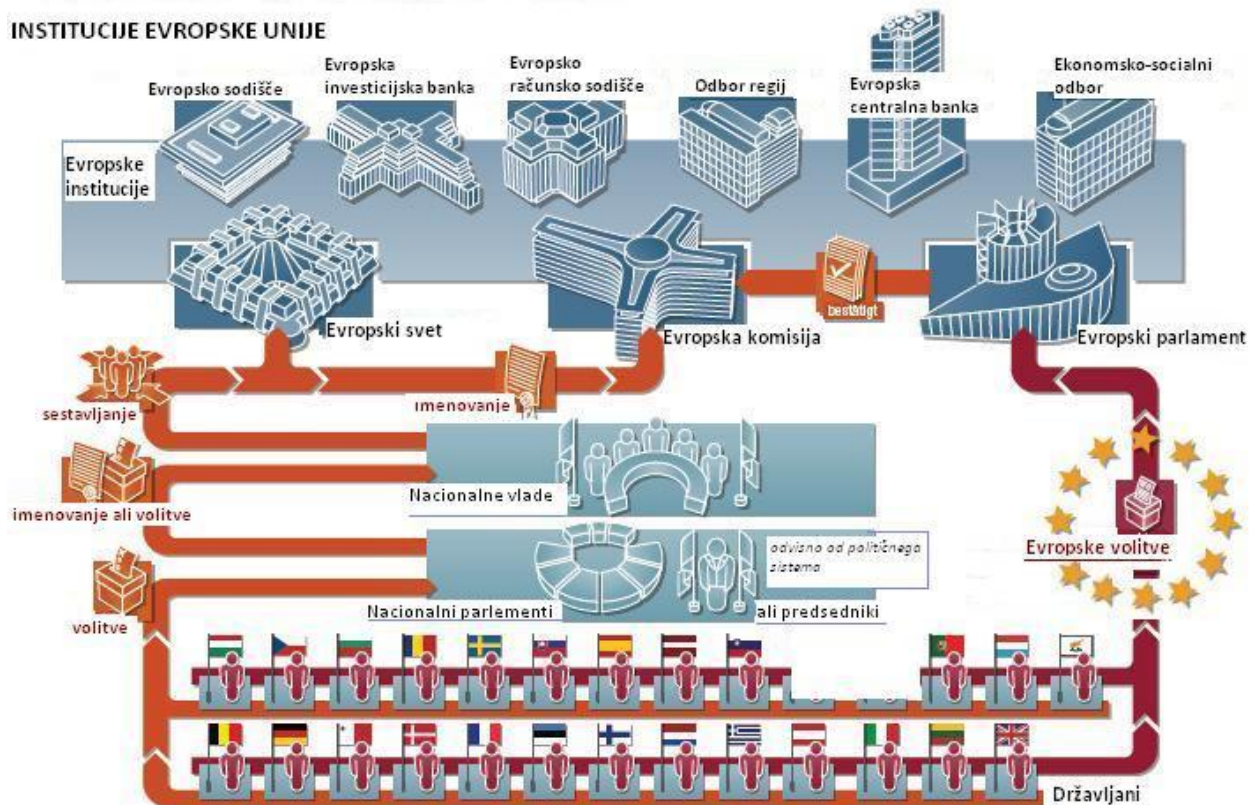 INSTITUCIJE EVROPSKE UNIJE
Evropsko sodišče
Evropska
investicijska banka
Evropsko
računsko sodišče
Odbor regij
Evropska
centralna banka
Ekonomsko-socialni
odbor
Evropske
institucije
Evropski svet
Evropska komisija
bestätigt
Evropski parlament
sestavljanje
imenovanje
Nacionalne vlade
imenovanje ali volitve
odvisno od političnega
sistema
Evropske volitve
Nacionalni parlementi
ali predsedniki
volitve
Državljani